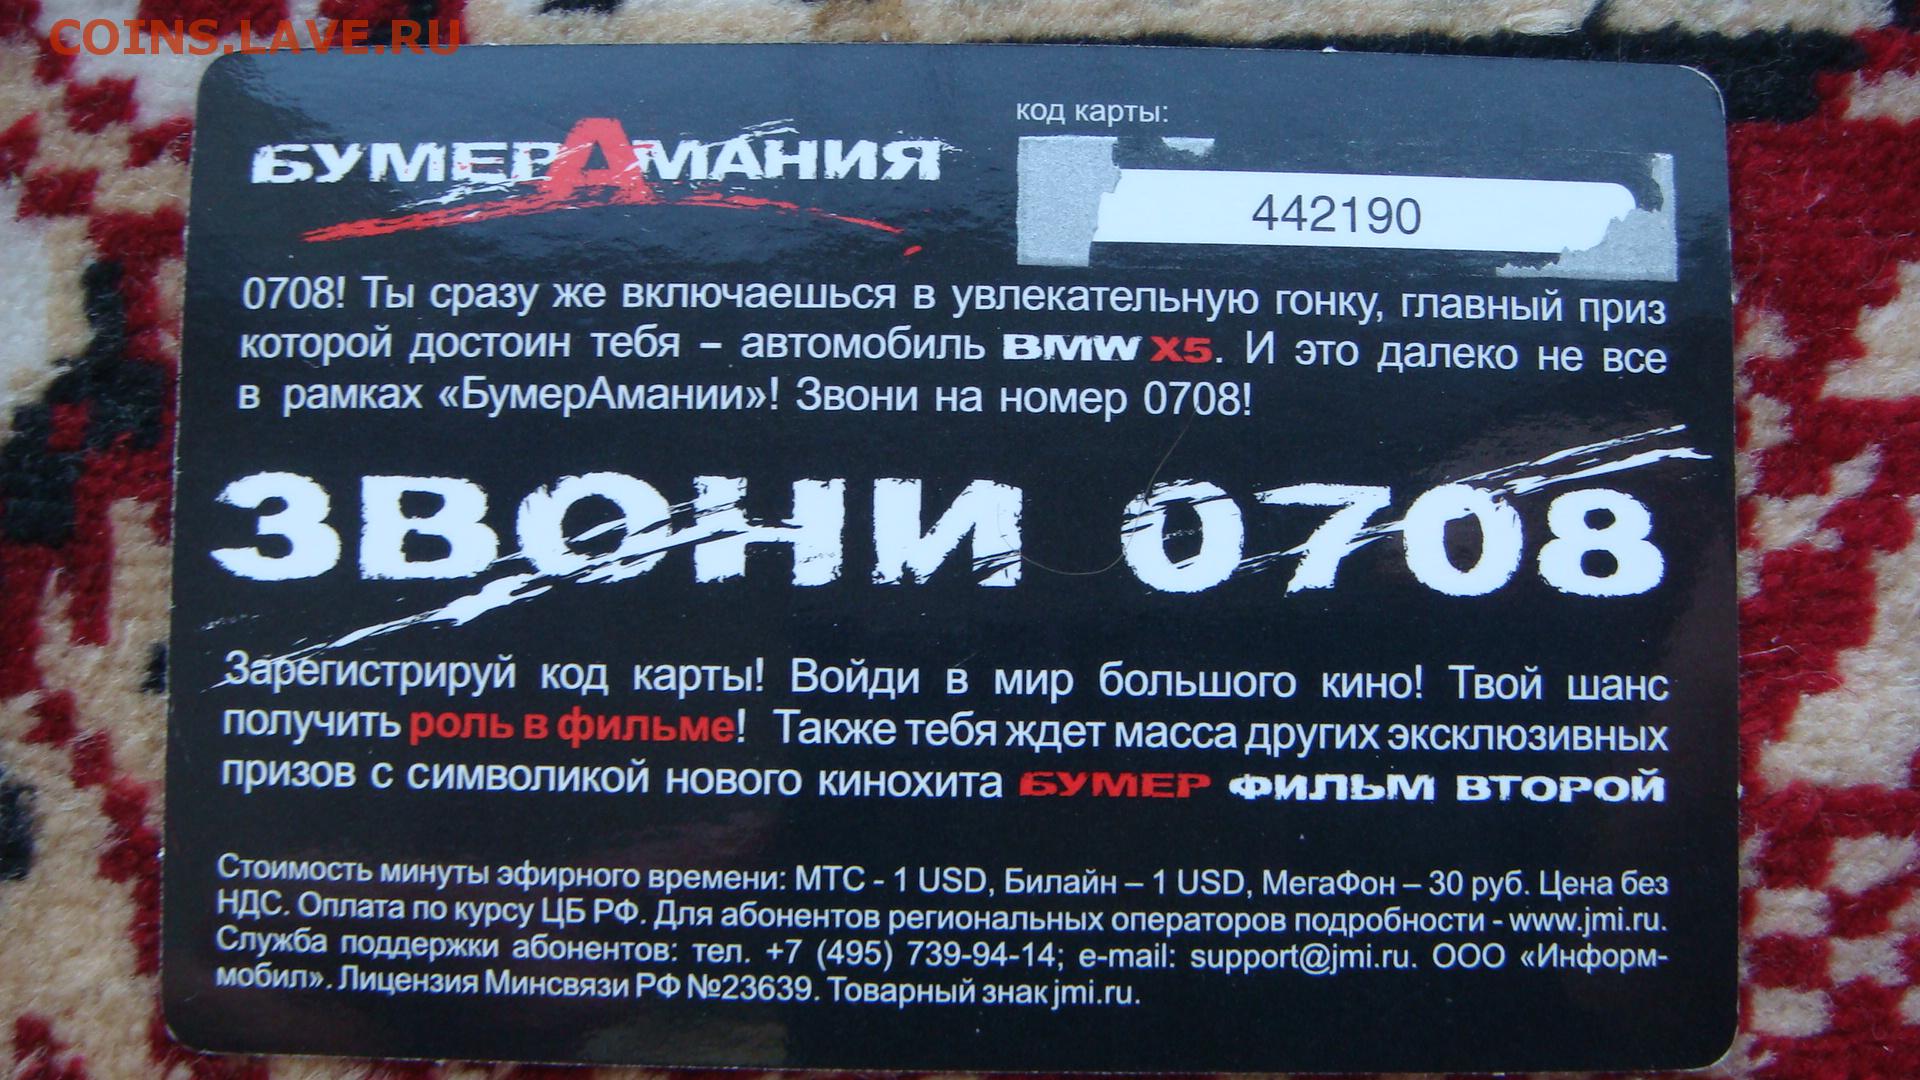 COINS.LAVE.RU
БУМЕРАМАНИЯ
код карты:
442190
0708! Ты сразу же включаешься в увлекательную гонку, главный приз
которой достоин тебя – автомобиль BMW X5. И это далеко не все
в рамках «БумерАмании»! Звони на номер 0708!
ЗВОНИ 0708
Зарегистрируй код карты! Войди в мир большого кино! Твой шанс
получить роль в фильме! Также тебя ждет масса других эксклюзивных
призов с символикой нового кинохита БУМЕР ФИЛЬМ ВТОРОЙ
Стоимость минуты эфирного времени: МТС - 1 USD, Билайн – 1 USD, МегаФон – 30 руб. Цена без
НДС. Оплата по курсу ЦБ РФ. Для абонентов региональных операторов подробности - www.jmi.ru.
Служба поддержки абонентов: тел. +7 (495) 739-94-14; e-mail: support@jmi.ru. ООО «Информ-
мобил». Лицензия Минсвязи РФ №23639. Товарный знак jmi.ru.